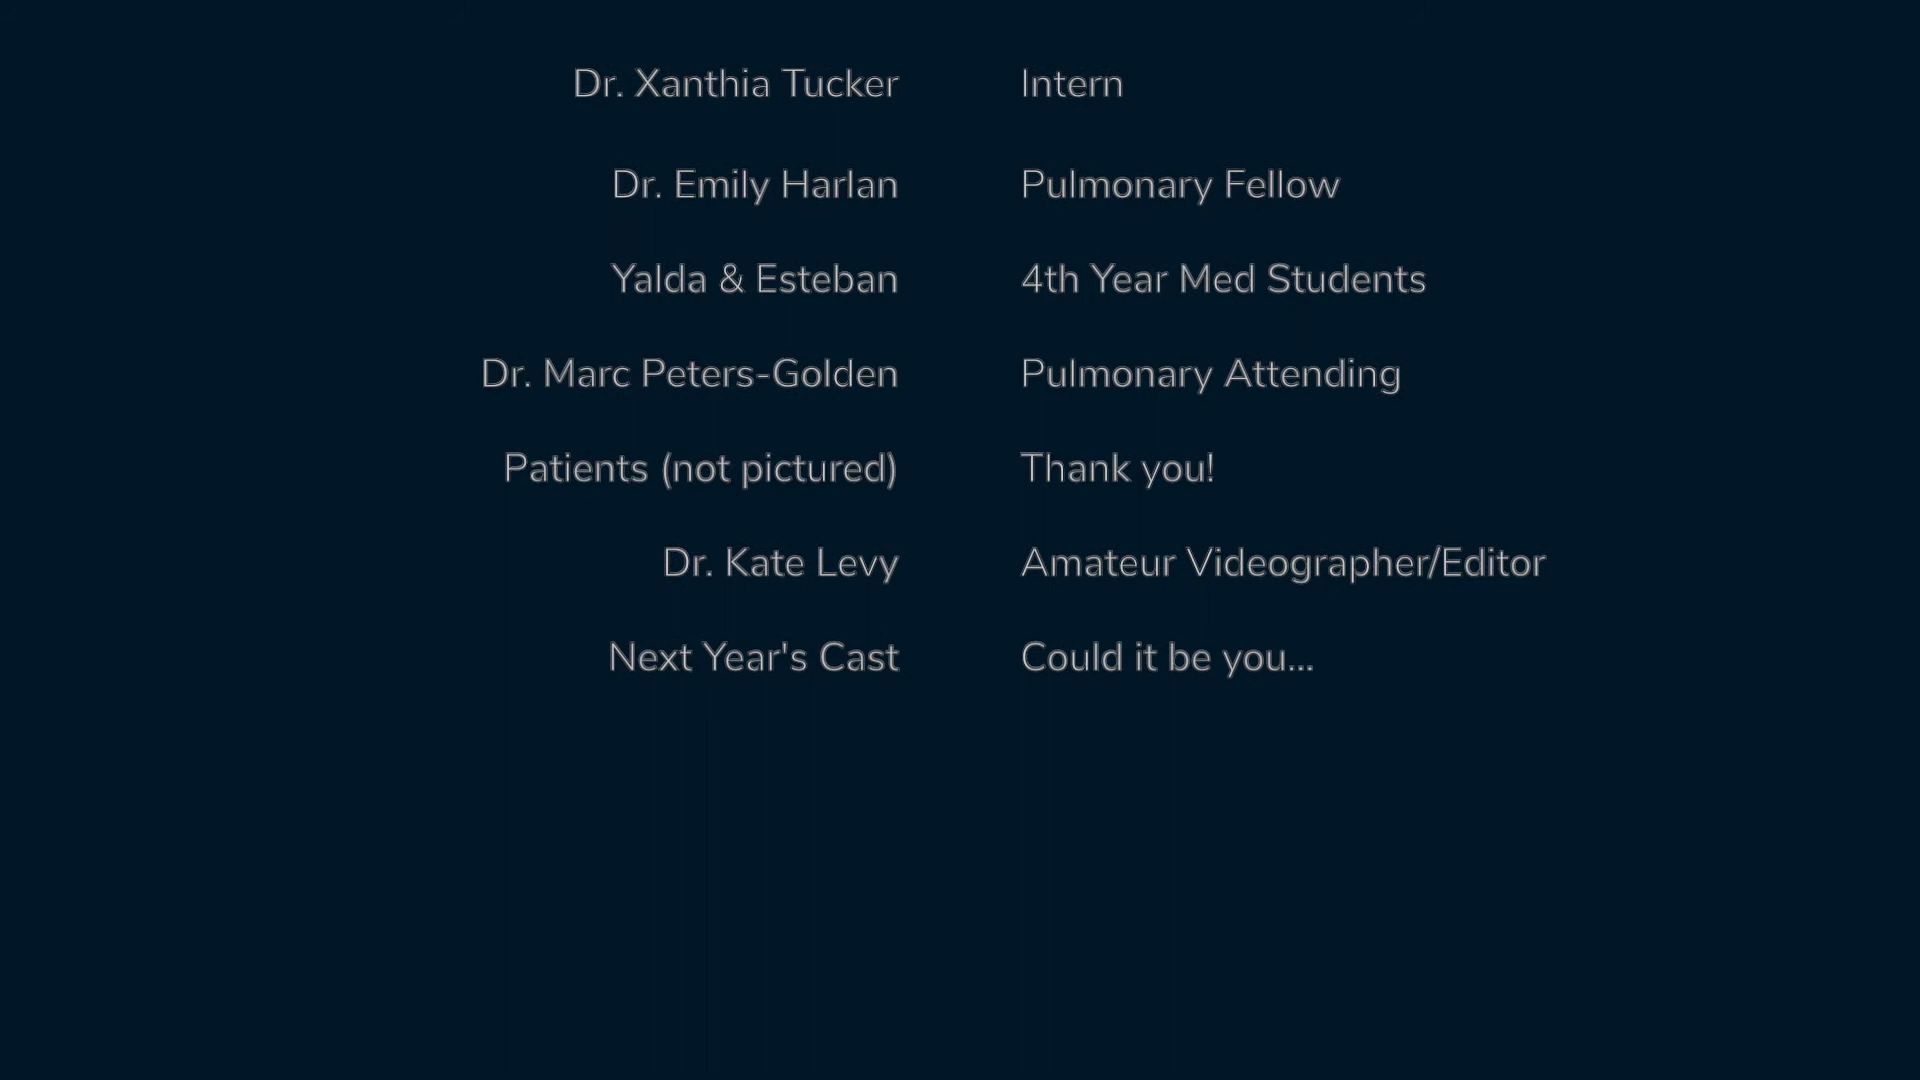 Dr. Xanthia Tucker Intern
Dr. Emily Harlan Pulmonary Fellow
Yalda & Esteban 4th Year Med Students
Dr. Marc Peters-Golden Pulmonary Attending
Patients (not pictured) Thank you!
Dr. Kate Levy Amateur Videographer/Editor
Next Year's Cast Could it be you...